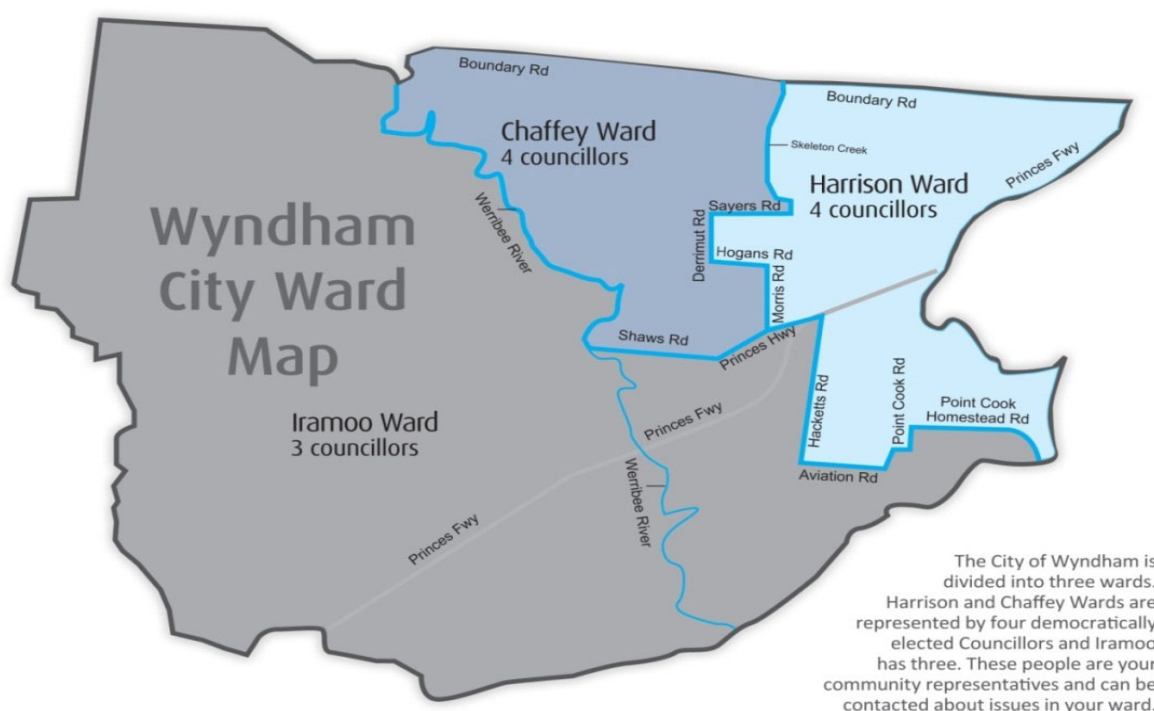 Boundary Rd
Boundary Rd
Chaffey Ward
4 councillors
Skeleton Creek
Princes Fwy
Harrison Ward
4 councillors
Wyndham
City Ward
Map
Werribee River
Sayers Rd
Derrimut Rd
Hogans Rd
Morris Rd
Shaws Rd
Princes Hwy
Iramoo Ward
3 councillors
Princes Fwy
Hacketts Rd
Point Cook Rd
Point Cook
Homestead Rd
Aviation Rd
Werribee River
Princes Fwy
The City of Wyndham is
divided into three wards.
Harrison and Chaffey Wards are
represented by four democratically
elected Councillors and Iramoo
has three. These people are your
community representatives and can be
contacted about issues in your ward.